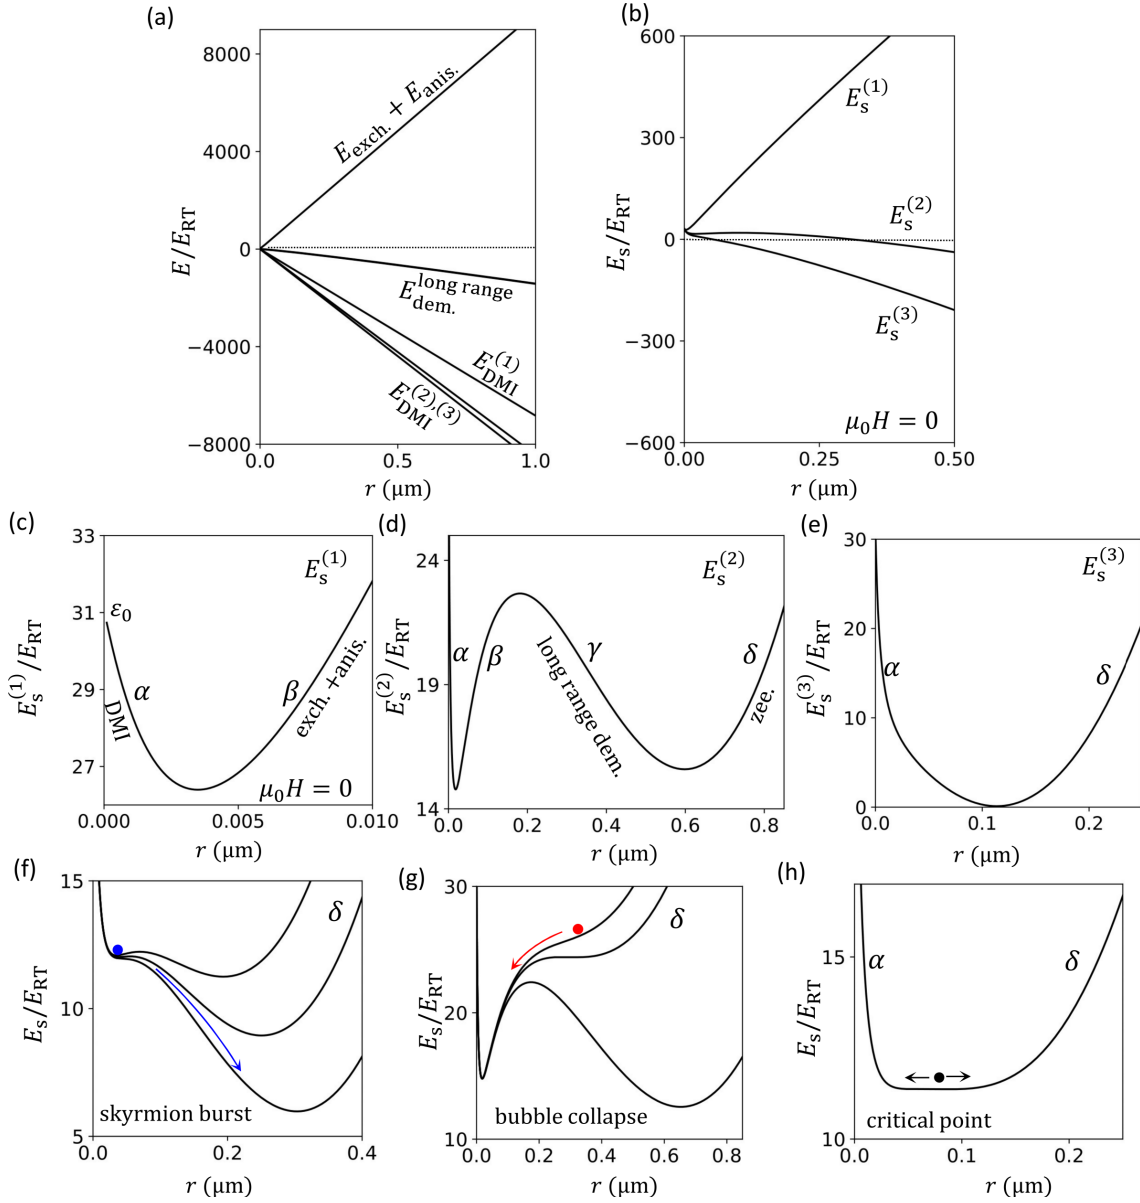 (a)
8000
4000
0
−4000
−8000
E/E_RT
E_exch. + E_anis.
E_dem.^long range
E_DMI^(1)
E_DMI^(2),(3)
0.0
0.5
1.0
r (μm)
(b)
600
300
0
−300
−600
E_s/E_RT
E_s^(1)
E_s^(2)
E_s^(3)
μ₀H = 0
0.00
0.25
0.50
r (μm)
(c)
33
31
29
27
E_s^(1)/E_RT
E_s^(1)
ε₀
α
β
DMI
exch. +anis.
μ₀H = 0
0.000
0.005
0.010
r (μm)
(d)
24
19
14
E_s^(2)/E_RT
E_s^(2)
α
β
γ
δ
long range dem.
zee.
0.0
0.2
0.4
0.6
0.8
r (μm)
(e)
30
20
10
0
E_s^(3)/E_RT
E_s^(3)
α
δ
0.0
0.1
0.2
r (μm)
(f)
15
10
5
E_s/E_RT
δ
skyrmion burst
0.0
0.2
0.4
r (μm)
(g)
30
20
10
E_s/E_RT
δ
bubble collapse
0.0
0.2
0.4
0.6
0.8
r (μm)
(h)
15
10
E_s/E_RT
α
δ
critical point
0.0
0.1
0.2
r (μm)